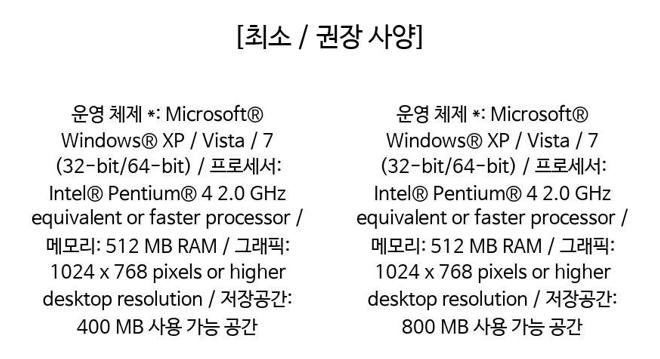 [최소 / 권장 사양]
운영 체제 *: Microsoft®
Windows® XP / Vista / 7
(32-bit/64-bit) / 프로세서:
Intel® Pentium® 4 2.0 GHz
equivalent or faster processor /
메모리: 512 MB RAM / 그래픽:
1024 x 768 pixels or higher
desktop resolution / 저장공간:
400 MB 사용 가능 공간
운영 체제 *: Microsoft®
Windows® XP / Vista / 7
(32-bit/64-bit) / 프로세서:
Intel® Pentium® 4 2.0 GHz
equivalent or faster processor /
메모리: 512 MB RAM / 그래픽:
1024 x 768 pixels or higher
desktop resolution / 저장공간:
800 MB 사용 가능 공간